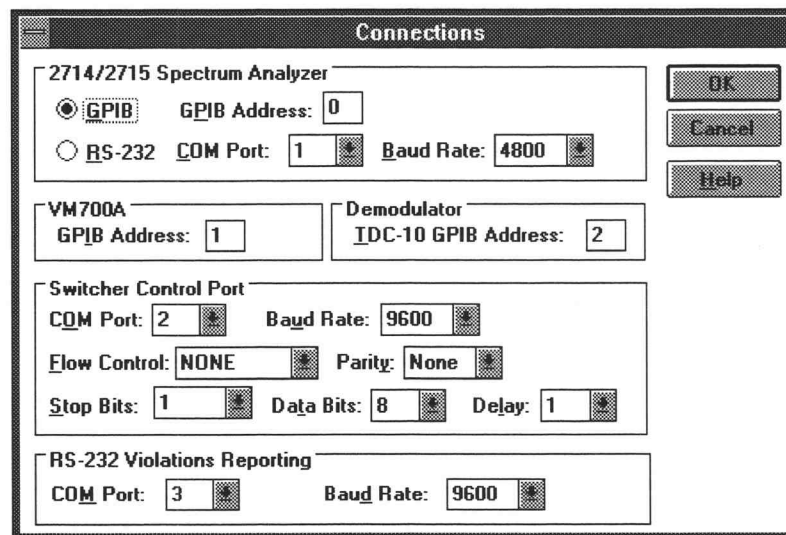 Connections
2714/2715 Spectrum Analyzer
GPIB GPIB Address: 0
RS-232 COM Port: 1 Baud Rate: 4800
OK
Cancel
Help
VM700A
GPIB Address: 1
Demodulator
TDC-10 GPIB Address: 2
Switcher Control Port
COM Port: 2 Baud Rate: 9600
Flow Control: NONE Parity: None
Stop Bits: 1 Data Bits: 8 Delay: 1
RS-232 Violations Reporting
COM Port: 3 Baud Rate: 9600